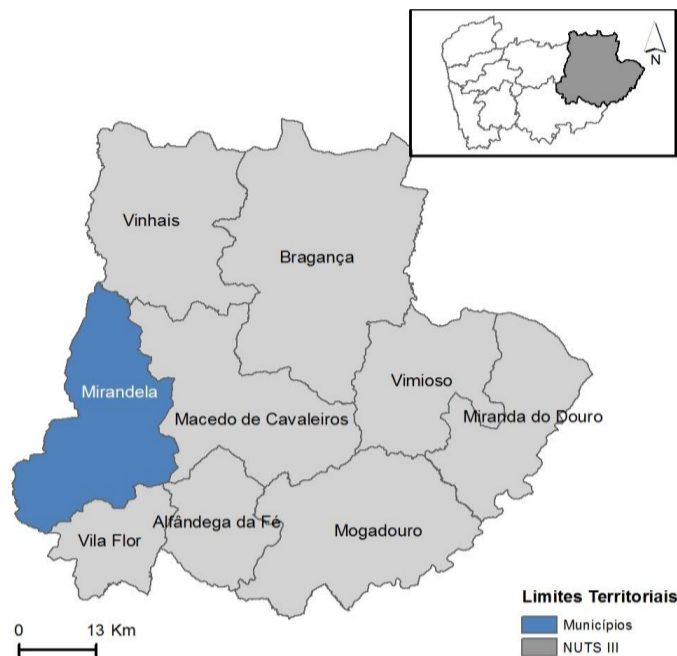 N
Vinhais
Bragança
Mirandela
Vimioso
Macedo de Cavaleiros
Miranda do Douro
Alfândega da Fé
Mogadouro
Vila Flor
Limites Territoriais
Municípios
NUTS III
0 13 Km